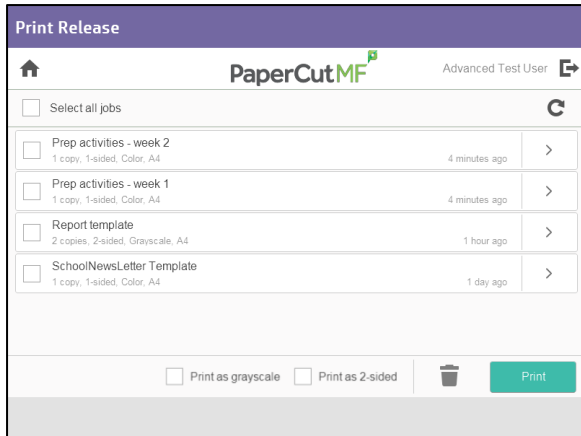 Print Release
PaperCutMF
Advanced Test User
Select all jobs
Prep activities - week 2
1 copy, 1-sided, Color, A4
4 minutes ago
Prep activities - week 1
1 copy, 1-sided, Color, A4
4 minutes ago
Report template
2 copies, 2-sided, Grayscale, A4
1 hour ago
SchoolNewsLetter Template
1 copy, 1-sided, Color, A4
1 day ago
Print as grayscale
Print as 2-sided
Print